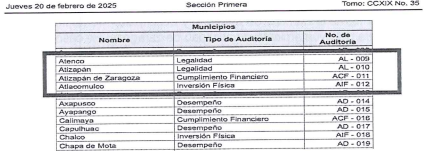 Jueves 20 de febrero de 2025 Sección Primera Tomo: CCXIX No. 35
Municipios
Nombre Tipo de Auditoría No. de Auditoría
Atenco Legalidad AL - 009
Atizapán Legalidad AL - 010
Atizapán de Zaragoza Cumplimiento Financiero ACF - 011
Atlacomulco Inversión Física AIF - 012
Axapusco Desempeño AD - 014
Ayapango Desempeño AD - 015
Calimaya Cumplimiento Financiero ACF - 016
Capulhuac Desempeño AD - 017
Chalco Inversión Física AIF - 018
Chapa de Mota Desempeño AD - 019